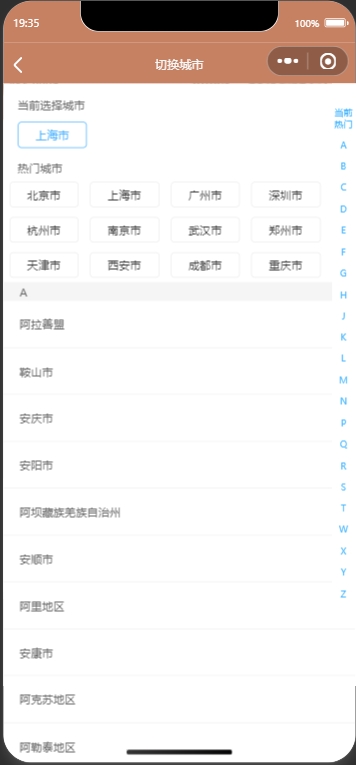 19:35
100%
切换城市
当前选择城市
上海市
热门城市
北京市 上海市 广州市 深圳市
杭州市 南京市 武汉市 郑州市
天津市 西安市 成都市 重庆市
A
阿拉善盟
鞍山市
安庆市
安阳市
阿坝藏族羌族自治州
安顺市
阿里地区
安康市
阿克苏地区
阿勒泰地区
当前
热门
A
B
C
D
E
F
G
H
J
K
L
M
N
P
Q
R
S
T
W
X
Y
Z